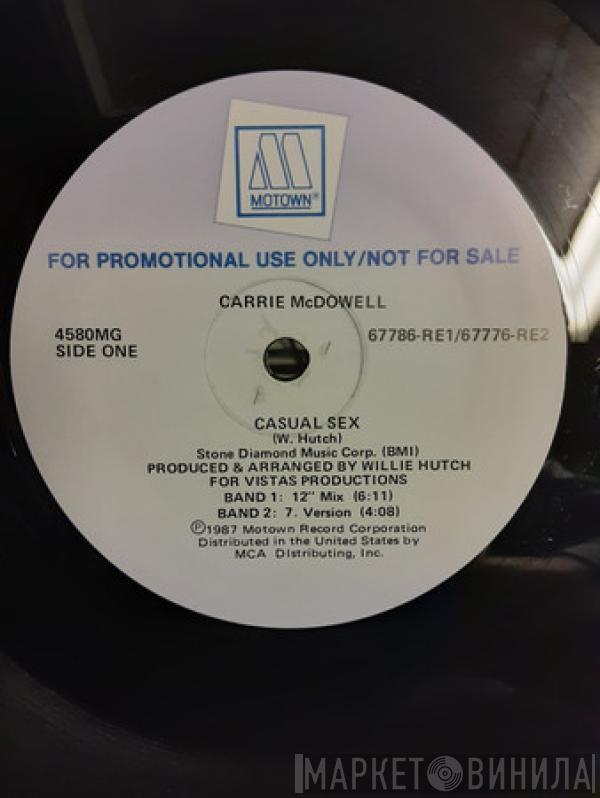 MOTOWN®
FOR PROMOTIONAL USE ONLY/NOT FOR SALE
CARRIE McDOWELL
4580MG 67786-RE1/67776-RE2
SIDE ONE
CASUAL SEX
(W. Hutch)
Stone Diamond Music Corp. (BMI)
PRODUCED & ARRANGED BY WILLIE HUTCH
FOR VISTAS PRODUCTIONS
BAND 1: 12" Mix (6:11)
BAND 2: 7. Version (4:08)
Ⓟ1987 Motown Record Corporation
Distributed in the United States by
MCA DIstributing, Inc.
МАРКЕТ ВИНИЛА